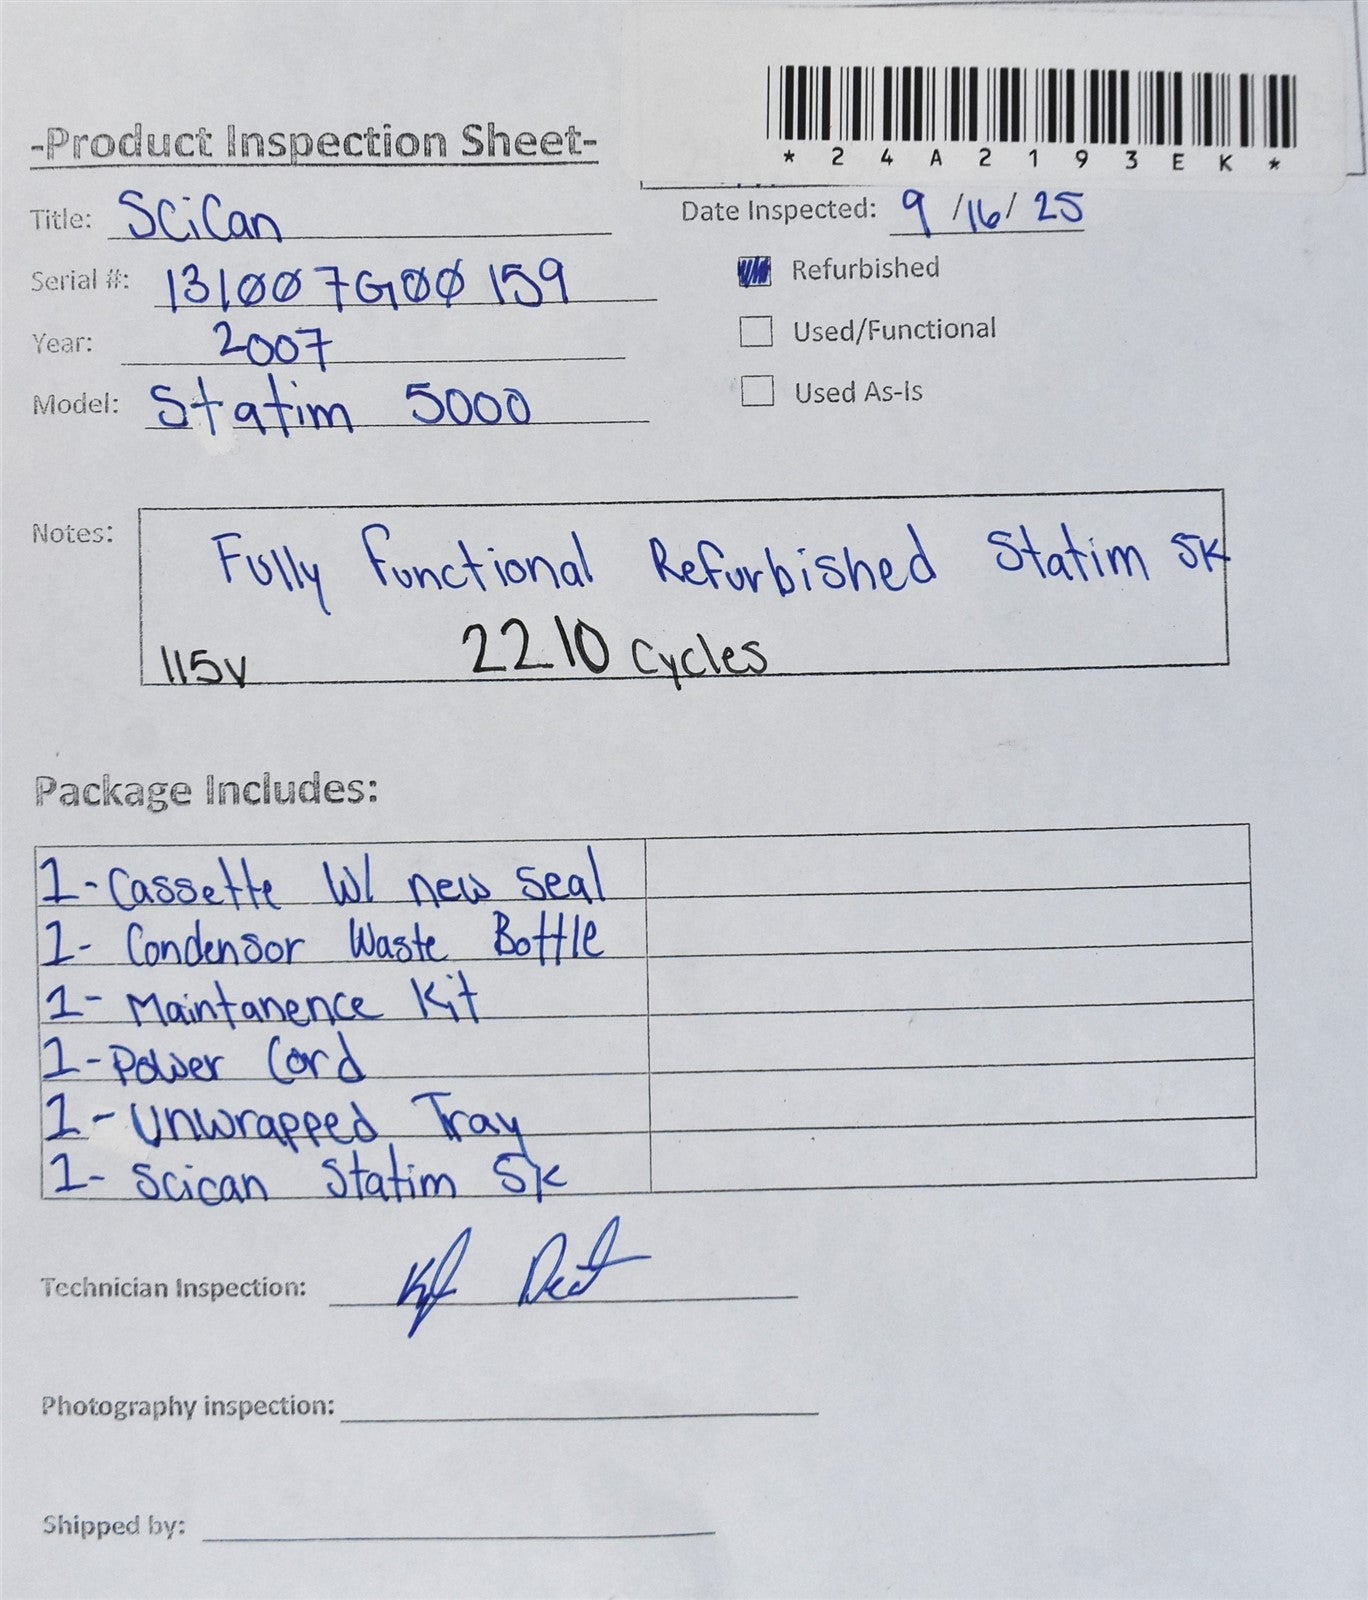 *24A2193EK*
-Product Inspection Sheet-
Title: SciCan
Date Inspected: 9/16/25
Serial #: 131007G00159
Refurbished
Year: 2007
Used/Functional
Model: Statim 5000
Used As-Is
Notes: Fully Functional Refurbished Statim 5K
115v 2210 Cycles
Package Includes:
1-Cassette W/ new seal
1- Condensor Waste Bottle
1- Maintanence Kit
1-Power Cord
1-Unwrapped Tray
1- Scican Statim 5K
Technician Inspection:
Photography inspection:
Shipped by: